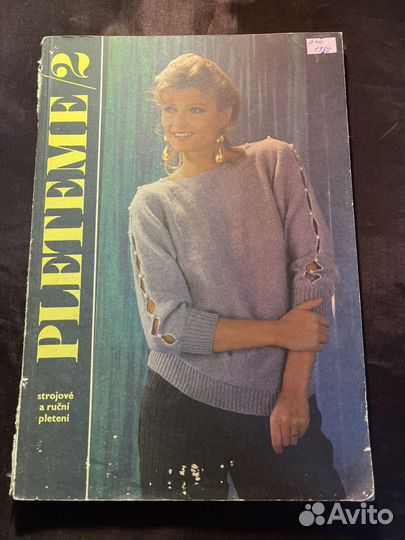 PLETEME/2
strojové
a ruční
pletení
Avito